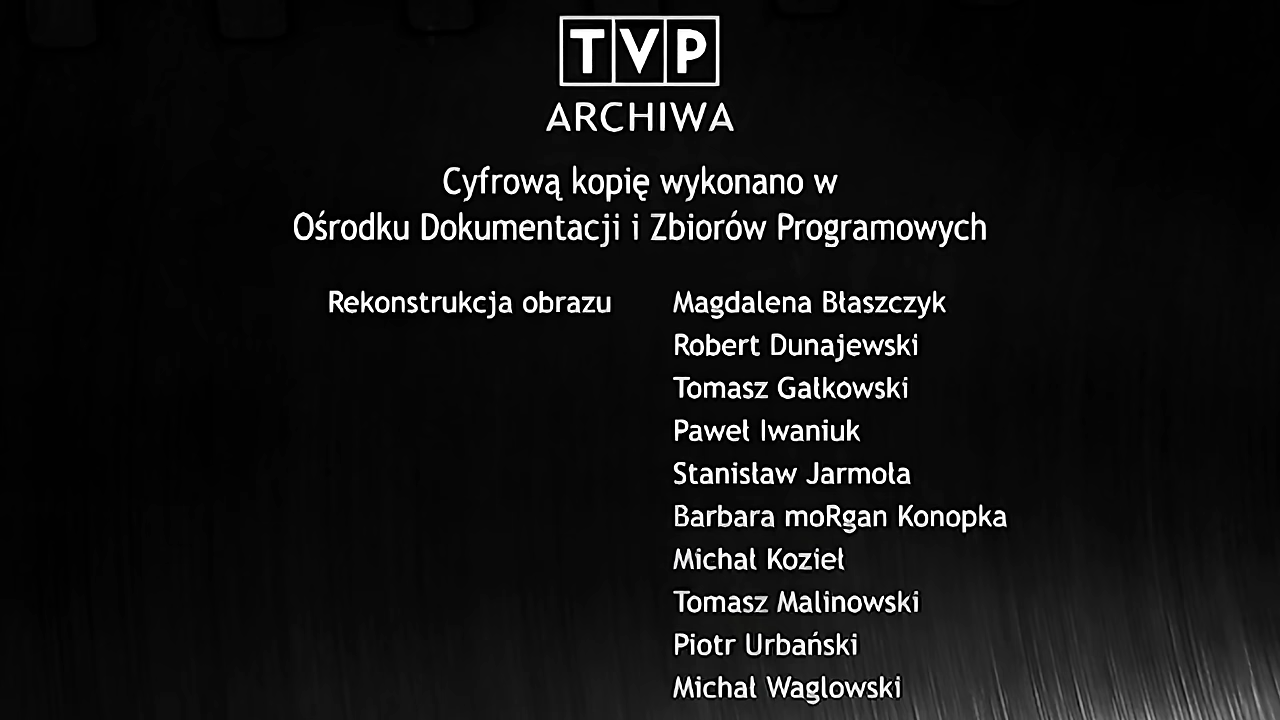 TVP
ARCHIWA
Cyfrową kopię wykonano w
Ośrodku Dokumentacji i Zbiorów Programowych
Rekonstrukcja obrazu Magdalena Błaszczyk
Robert Dunajewski
Tomasz Gałkowski
Paweł Iwaniuk
Stanisław Jarmoła
Barbara moRgan Konopka
Michał Kozieł
Tomasz Malinowski
Piotr Urbański
Michał Waglowski